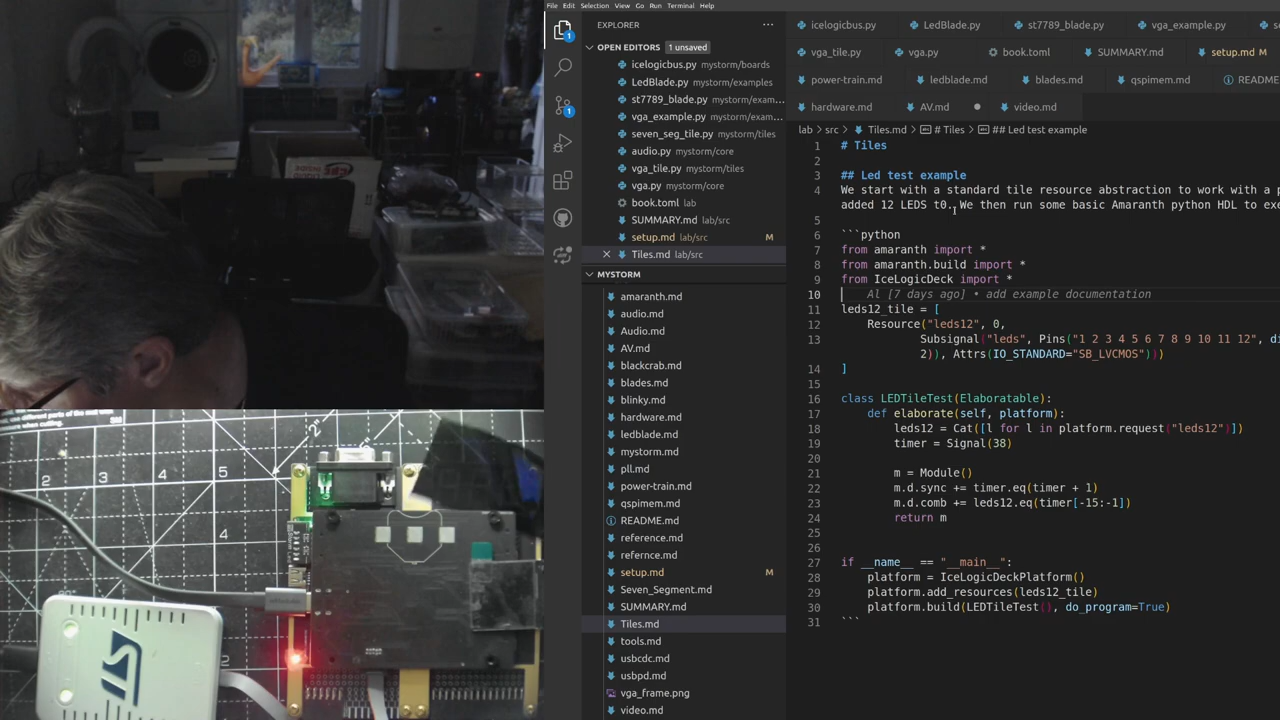 File Edit Selection View Go Run Terminal Help
EXPLORER
OPEN EDITORS 1 unsaved
icelogicbus.py mystorm/boards
LedBlade.py mystorm/examples
st7789_blade.py mystorm/exam...
vga_example.py mystorm/exam...
seven_seg_tile.py mystorm/tiles
audio.py mystorm/core
vga_tile.py mystorm/tiles
vga.py mystorm/core
book.toml lab
SUMMARY.md lab/src
setup.md lab/src M
Tiles.md lab/src
MYSTORM
amaranth.md
audio.md
Audio.md
AV.md
blackcrab.md
blades.md
blinky.md
hardware.md
ledblade.md
mystorm.md
pll.md
power-train.md
qspimem.md
README.md
reference.md
refernce.md
setup.md M
Seven_Segment.md
SUMMARY.md
Tiles.md
tools.md
usbcdc.md
usbpd.md
vga_frame.png
video.md
icelogicbus.py LedBlade.py st7789_blade.py vga_example.py
vga_tile.py vga.py book.toml SUMMARY.md setup.md M
power-train.md ledblade.md blades.md qspimem.md README
hardware.md AV.md video.md
lab > src > Tiles.md > # Tiles > ## Led test example
1 # Tiles
2
3 ## Led test example
4 We start with a standard tile resource abstraction to work with a p
added 12 LEDS t0. We then run some basic Amaranth python HDL to exe
5
6 ```python
7 from amaranth import *
8 from amaranth.build import *
9 from IceLogicDeck import *
10 Al [7 days ago] • add example documentation
11 leds12_tile = [
12 Resource("leds12", 0,
13 Subsignal("leds", Pins("1 2 3 4 5 6 7 8 9 10 11 12", di
2)), Attrs(IO_STANDARD="SB_LVCMOS")))
14 ]
15
16 class LEDTileTest(Elaboratable):
17 def elaborate(self, platform):
18 leds12 = Cat([l for l in platform.request("leds12")])
19 timer = Signal(38)
20
21 m = Module()
22 m.d.sync += timer.eq(timer + 1)
23 m.d.comb += leds12.eq(timer[-15:-1])
24 return m
25
26
27 if __name__ == "__main__":
28 platform = IceLogicDeckPlatform()
29 platform.add_resources(leds12_tile)
30 platform.build(LEDTileTest(), do_program=True)
31 ```